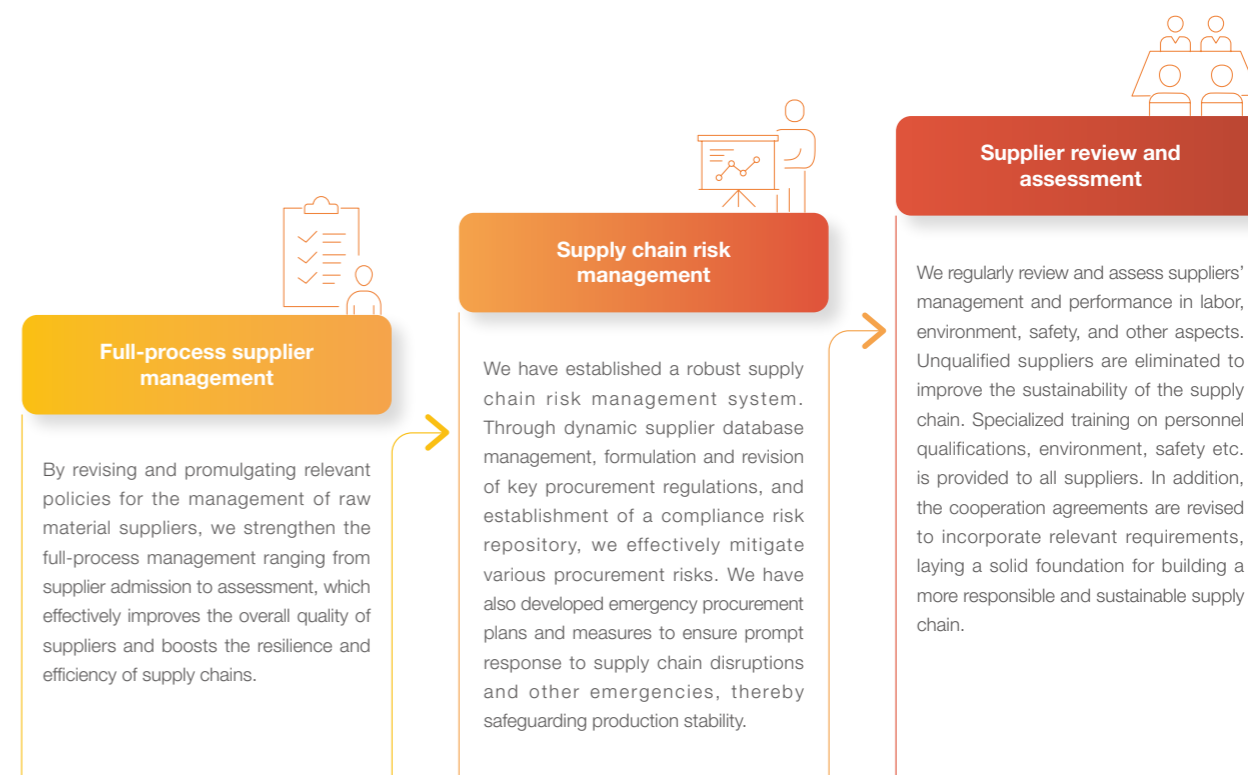 Full-process supplier
management
By revising and promulgating relevant
policies for the management of raw
material suppliers, we strengthen the
full-process management ranging from
supplier admission to assessment, which
effectively improves the overall quality of
suppliers and boosts the resilience and
efficiency of supply chains.
Supply chain risk
management
We have established a robust supply
chain risk management system.
Through dynamic supplier database
management, formulation and revision
of key procurement regulations, and
establishment of a compliance risk
repository, we effectively mitigate
various procurement risks. We have
also developed emergency procurement
plans and measures to ensure prompt
response to supply chain disruptions
and other emergencies, thereby
safeguarding production stability.
Supplier review and
assessment
We regularly review and assess suppliers’
management and performance in labor,
environment, safety, and other aspects.
Unqualified suppliers are eliminated to
improve the sustainability of the supply
chain. Specialized training on personnel
qualifications, environment, safety etc.
is provided to all suppliers. In addition,
the cooperation agreements are revised
to incorporate relevant requirements,
laying a solid foundation for building a
more responsible and sustainable supply
chain.